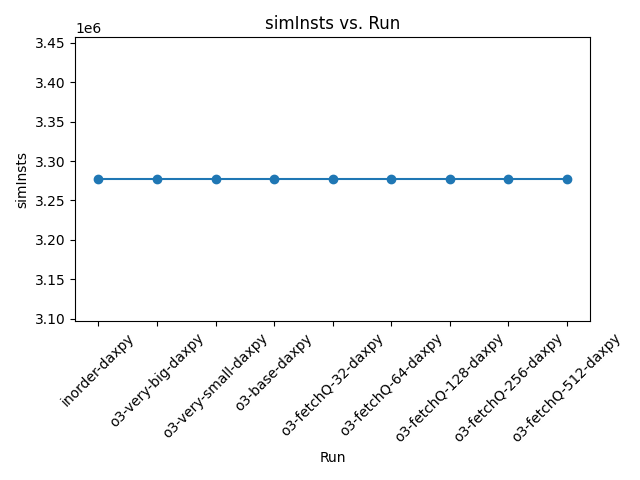 simInsts vs. Run
1e6
3.45
3.40
3.35
3.30
3.25
3.20
3.15
3.10
simInsts
inorder-daxpy
o3-very-big-daxpy
o3-very-small-daxpy
o3-base-daxpy
o3-fetchQ-32-daxpy
o3-fetchQ-64-daxpy
o3-fetchQ-128-daxpy
o3-fetchQ-256-daxpy
o3-fetchQ-512-daxpy
Run